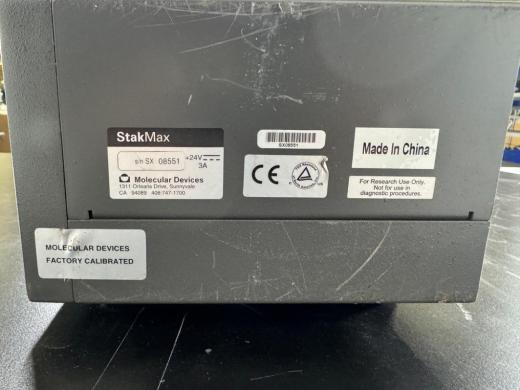 StakMax
s/n SX 08551
+24V
3A
Molecular Devices
1311 Orleans Drive, Sunnyvale
CA 94089 408-747-1700
SX08551
CE
Made In China
For Research Use Only.
Not for use in
diagnostic procedures.
MOLECULAR DEVICES
FACTORY CALIBRATED